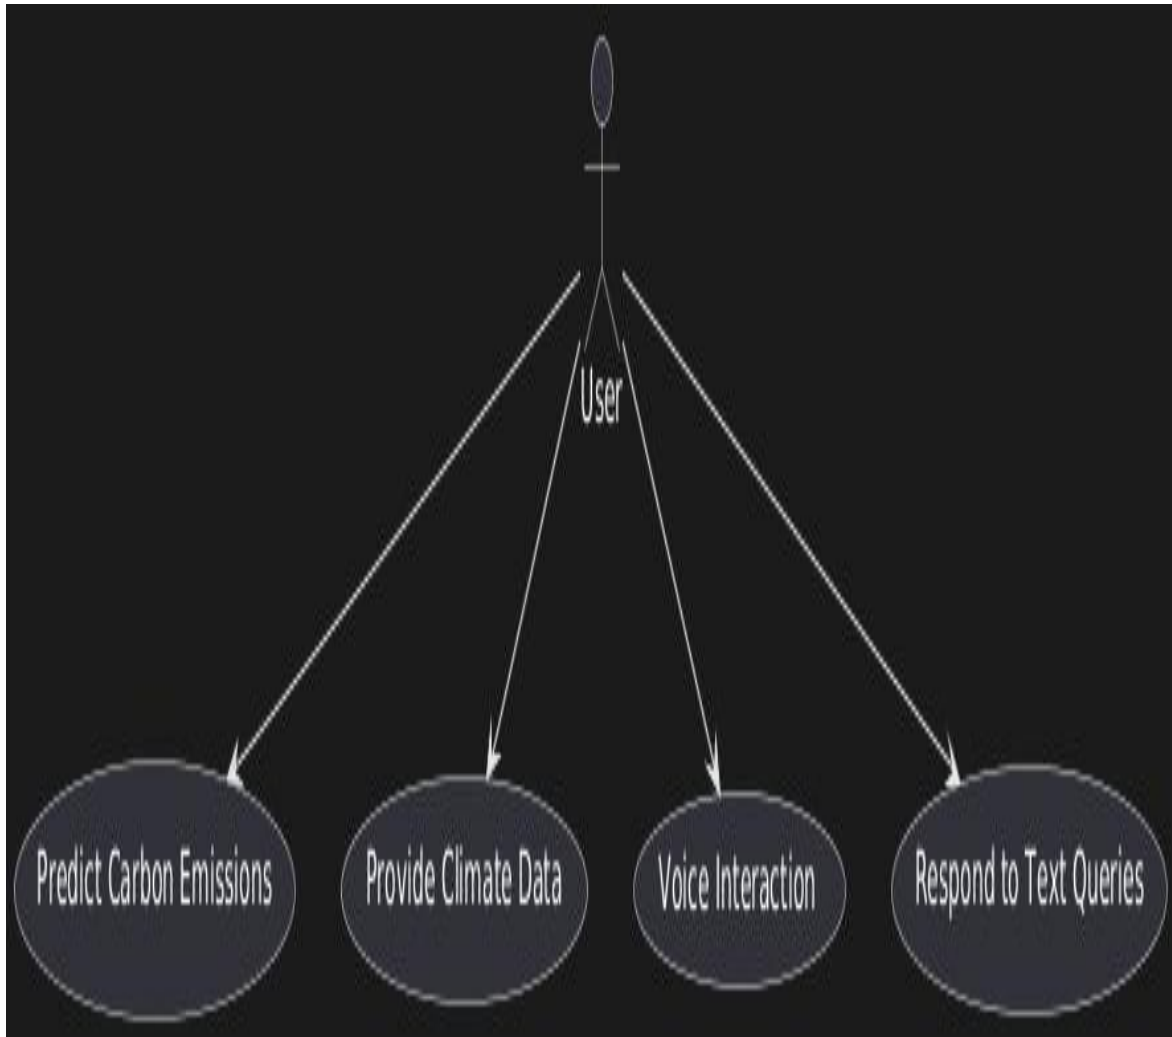 User
Predict Carbon Emissions
Provide Climate Data
Voice Interaction
Respond to Text Queries